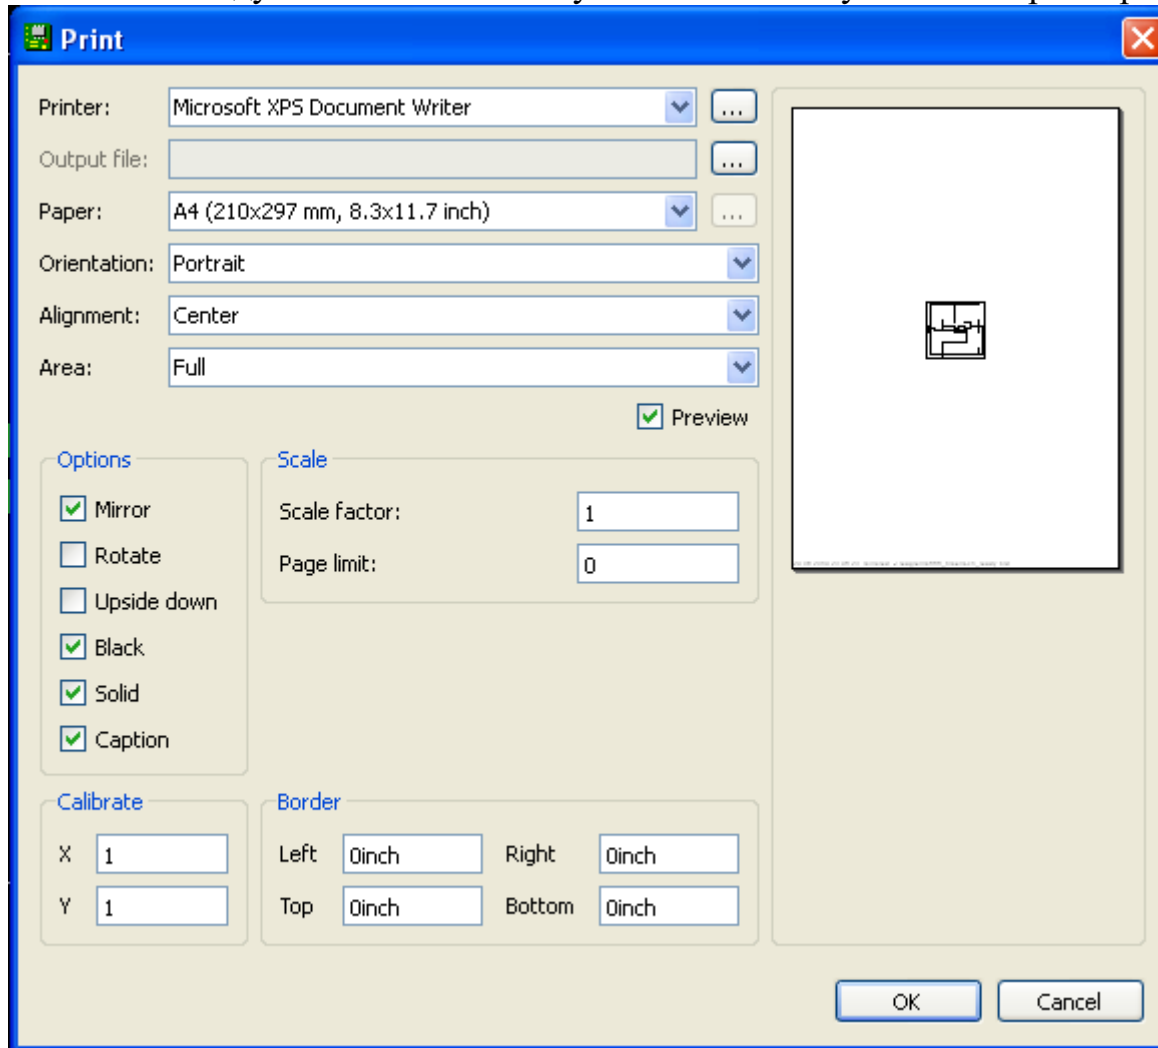 Print
Printer: Microsoft XPS Document Writer ...
Output file: ...
Paper: A4 (210x297 mm, 8.3x11.7 inch) ...
Orientation: Portrait
Alignment: Center
Area: Full
Preview
Options
Mirror
Rotate
Upside down
Black
Solid
Caption
Scale
Scale factor: 1
Page limit: 0
Calibrate
X 1
Y 1
Border
Left 0inch Right 0inch
Top 0inch Bottom 0inch
OK Cancel